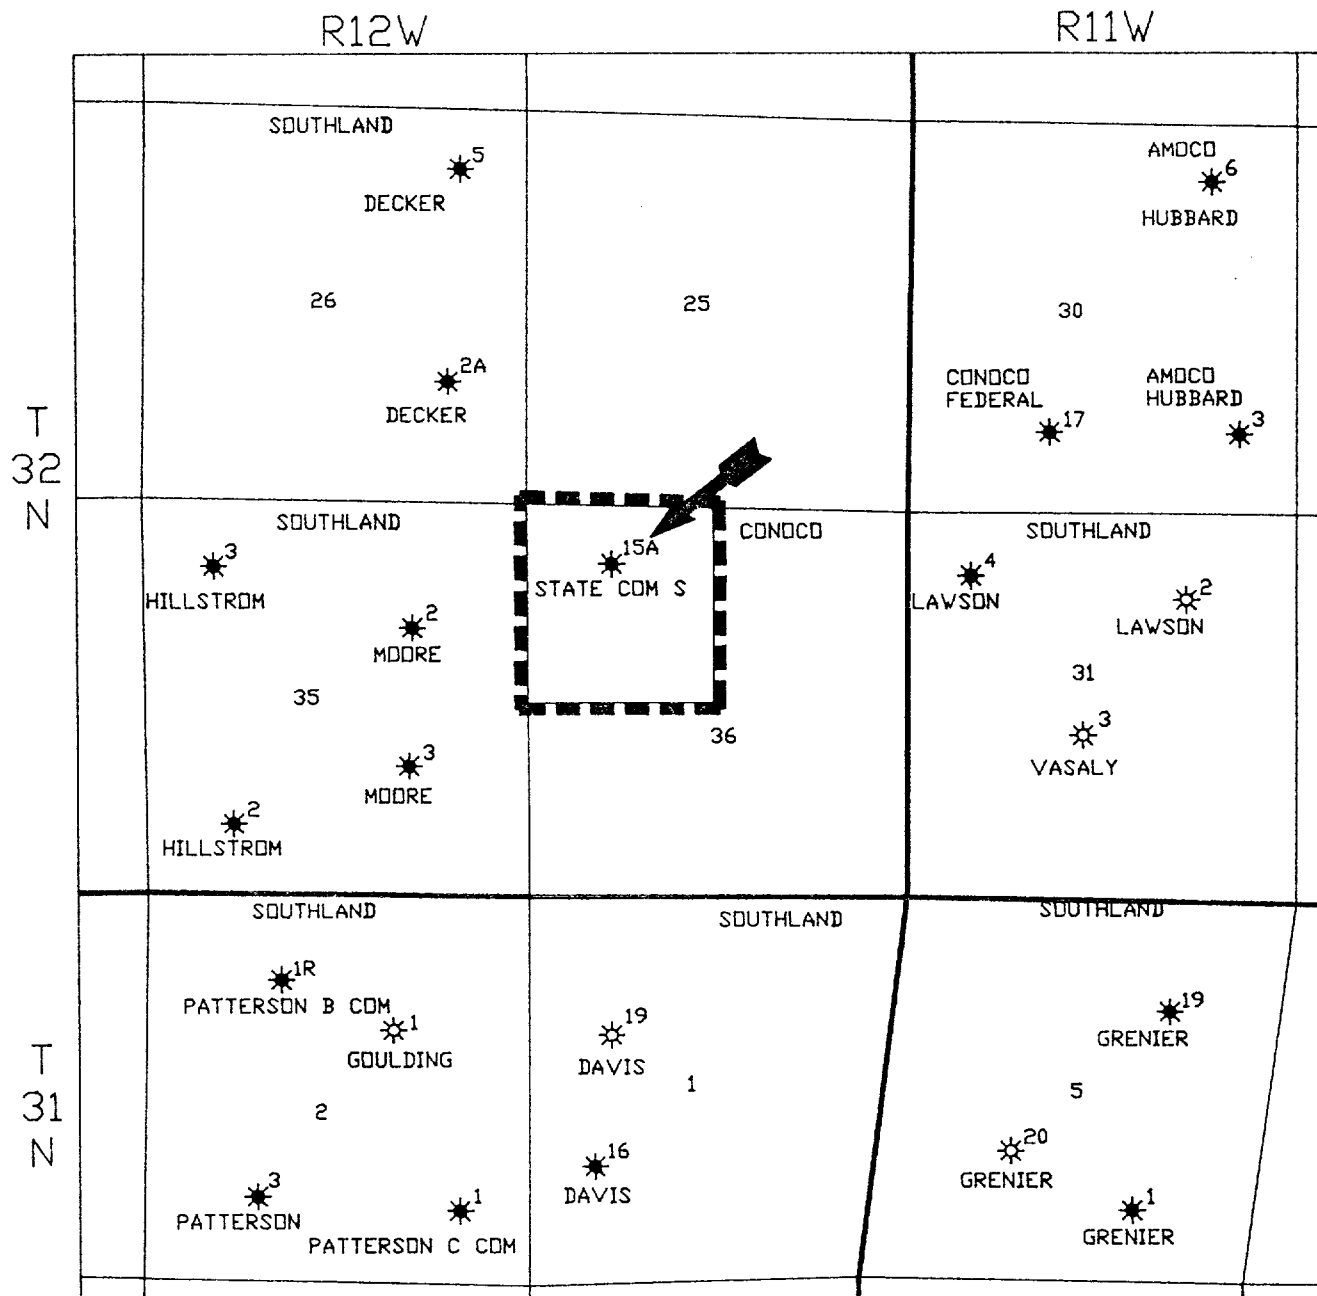 R12W
R11W
SOUTHLAND
5
DECKER
26
2A
DECKER
25
AMOCO
6
HUBBARD
30
CONOCO
FEDERAL
17
AMOCO
HUBBARD
3
T
32
N
SOUTHLAND
3
HILLSTROM
2
MOORE
35
3
MOORE
2
HILLSTROM
15A
STATE COM S
CONOCO
36
SOUTHLAND
4
LAWSON
2
LAWSON
31
3
VASALY
T
31
N
SOUTHLAND
1R
PATTERSON B COM
1
GOULDING
2
3
PATTERSON
1
PATTERSON C COM
SOUTHLAND
19
DAVIS
1
16
DAVIS
SOUTHLAND
19
GRENIER
5
20
GRENIER
1
GRENIER